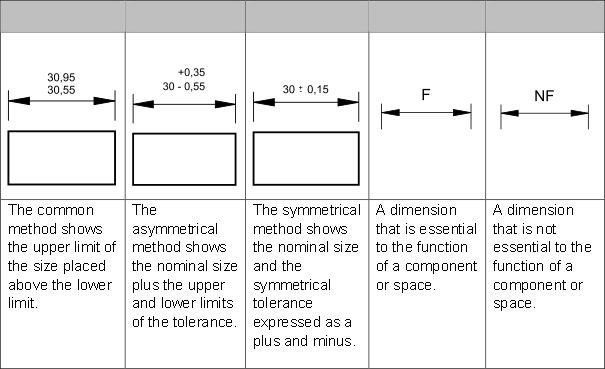 30,95
30,55
+0,35
30 - 0,55
30 ± 0,15
F
NF
The common
method shows
the upper limit of
the size placed
above the lower
limit.
The
asymmetrical
method shows
the nominal size
plus the upper
and lower limits
of the tolerance.
The symmetrical
method shows
the nominal size
and the
symmetrical
tolerance
expressed as a
plus and minus.
A dimension
that is essential
to the function
of a component
or space.
A dimension
that is not
essential to the
function of a
component or
space.